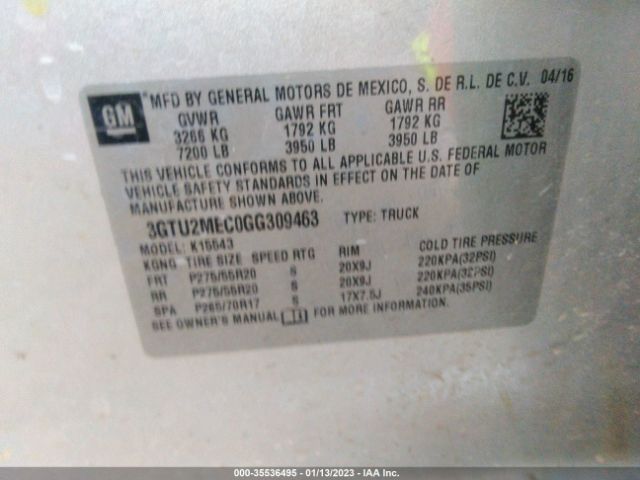 GM
MFD BY GENERAL MOTORS DE MEXICO, S. DE R.L. DE C.V. 04/16
GVWR GAWR FRT GAWR RR
3266 KG 1792 KG 1792 KG
7200 LB 3950 LB 3950 LB
THIS VEHICLE CONFORMS TO ALL APPLICABLE U.S. FEDERAL MOTOR
VEHICLE SAFETY STANDARDS IN EFFECT ON THE DATE OF
MANUFACTURE SHOWN ABOVE.
3GTU2MEC0GG309463 TYPE: TRUCK
MODEL: K15543
KGNG TIRE SIZE SPEED RTG RIM COLD TIRE PRESSURE
FRT P275/55R20 S 20X9J 220KPA(32PSI)
RR P275/55R20 S 20X9J 220KPA(32PSI)
SPA P265/70R17 S 17X7.5J 240KPA(35PSI)
SEE OWNER'S MANUAL FOR MORE INFORMATION.
000-35536495 - 01/13/2023 - IAA Inc.